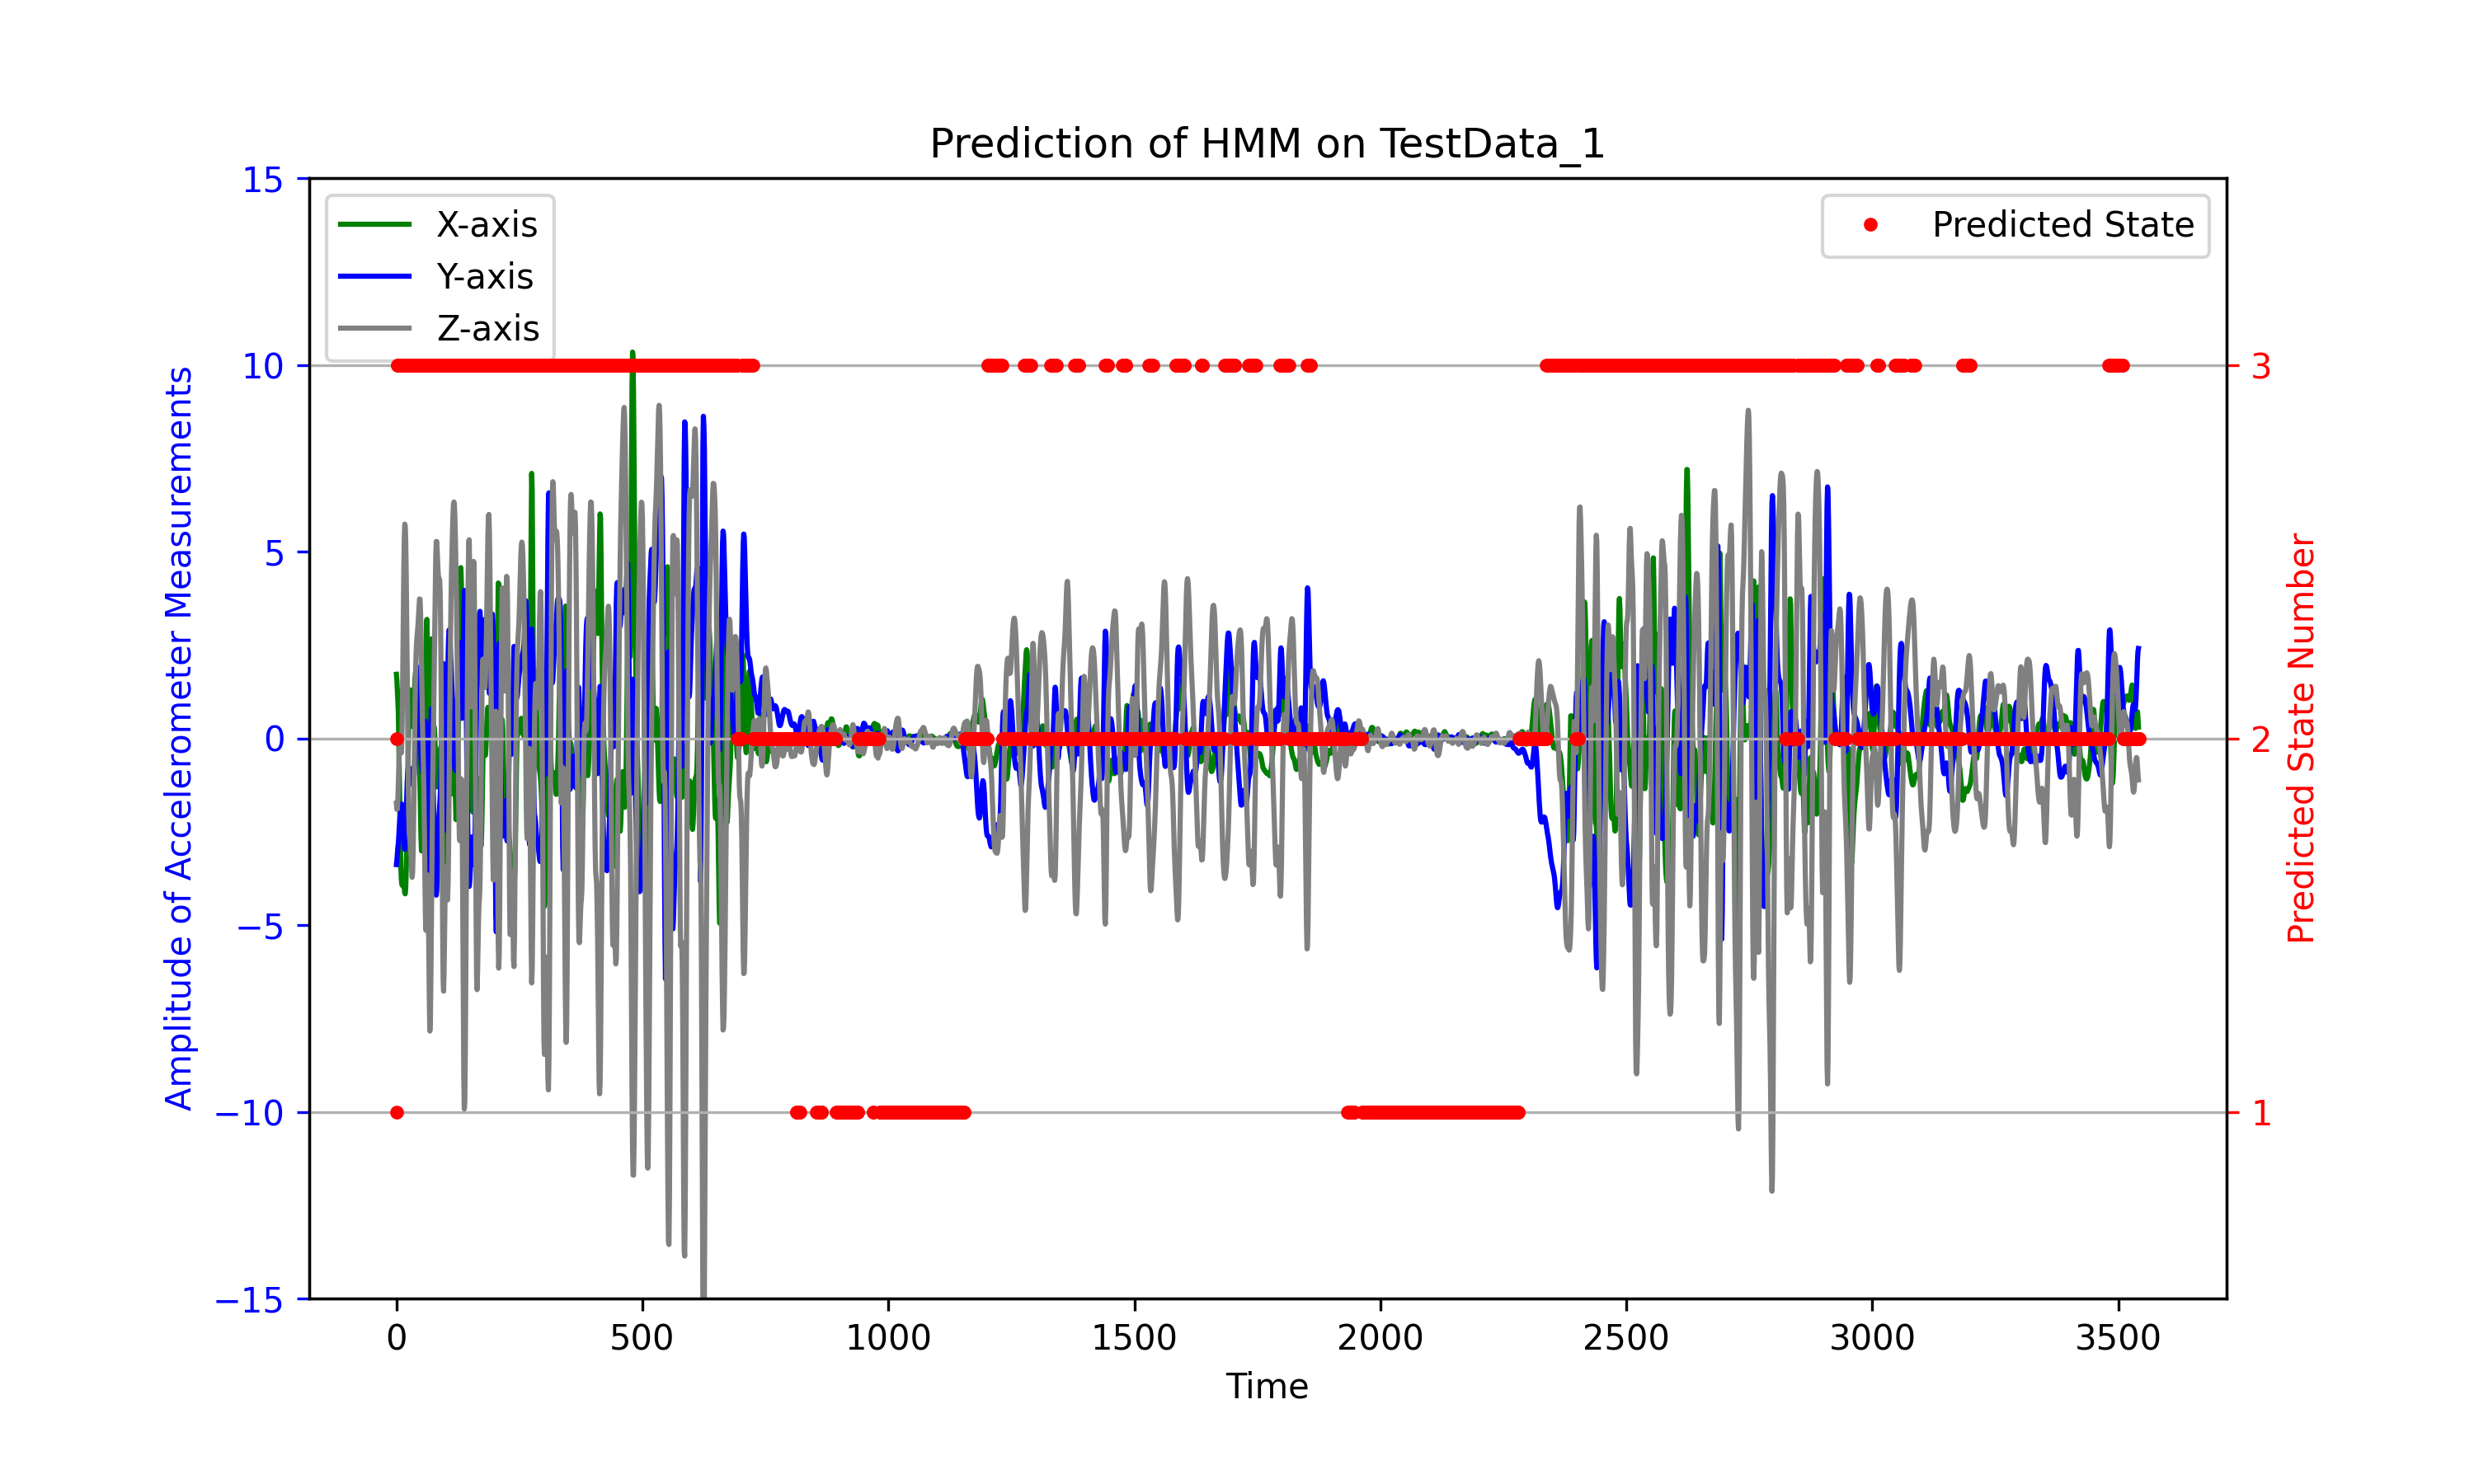 Prediction of HMM on TestData_1
X-axis
Y-axis
Z-axis
Predicted State
15
10
5
0
−5
−10
−15
Amplitude of Accelerometer Measurements
3
2
1
Predicted State Number
0 500 1000 1500 2000 2500 3000 3500
Time